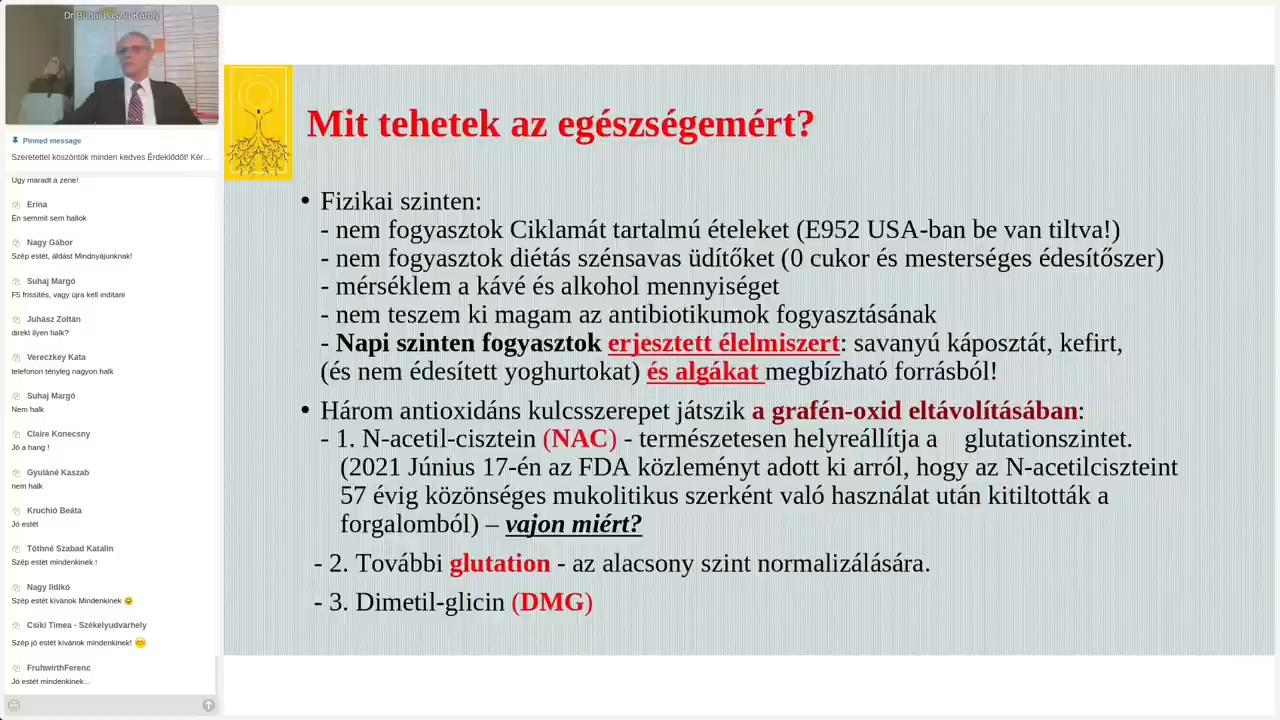 Dr Budai László Károly
Pinned message
Szeretettel köszöntök minden kedves Érdeklődőt! Kér…
Ugy maradt a zene!
Erina
Én semmit sem hallok
Nagy Gábor
Szép estét, áldást Mindnyájunknak!
Suhaj Margó
F5 frissítés, vagy újra kell indítani
Juhász Zoltán
direkt ilyen halk?
Vereczkey Kata
telefonon tényleg nagyon halk
Suhaj Margó
Nem halk
Claire Konecsny
Jó a hang !
Gyuláné Kaszab
nem halk
Kruchió Beáta
Jó estét
Tóthné Szabad Katalin
Szép estét mindenkinek !
Nagy Ildikó
Szép estét kívánok Mindenkinek 😊
Csiki Tímea - Székelyudvarhely
Szép jó estét kívánok mindenkinek! 😊
FruhwirthFerenc
Jó estét mindenkinek...
Mit tehetek az egészségemért?
• Fizikai szinten:
- nem fogyasztok Ciklamát tartalmú ételeket (E952 USA-ban be van tiltva!)
- nem fogyasztok diétás szénsavas üdítőket (0 cukor és mesterséges édesítőszer)
- mérséklem a kávé és alkohol mennyiséget
- nem teszem ki magam az antibiotikumok fogyasztásának
- Napi szinten fogyasztok erjesztett élelmiszert: savanyú káposztát, kefirt,
(és nem édesített yoghurtokat) és algákat megbízható forrásból!
• Három antioxidáns kulcsszerepet játszik a grafén-oxid eltávolításában:
- 1. N-acetil-cisztein (NAC) - természetesen helyreállítja a glutationszintet.
(2021 Június 17-én az FDA közleményt adott ki arról, hogy az N-acetilciszteint
57 évig közönséges mukolitikus szerként való használat után kitiltották a
forgalomból) – vajon miért?
- 2. További glutation - az alacsony szint normalizálására.
- 3. Dimetil-glicin (DMG)